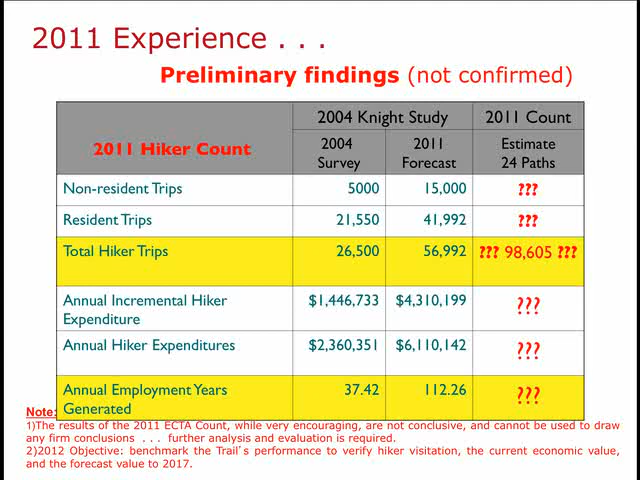 2011 Experience . . .
Preliminary findings (not confirmed)
2011 Hiker Count
2004 Knight Study
2011 Count
2004
Survey
2011
Forecast
Estimate
24 Paths
Non-resident Trips 5000 15,000 ???
Resident Trips 21,550 41,992 ???
Total Hiker Trips 26,500 56,992 ??? 98,605 ???
Annual Incremental Hiker
Expenditure
$1,446,733 $4,310,199 ???
Annual Hiker Expenditures $2,360,351 $6,110,142 ???
Annual Employment Years
Generated
37.42 112.26 ???
Note:
1)The results of the 2011 ECTA Count, while very encouraging, are not conclusive, and cannot be used to draw
any firm conclusions . . . further analysis and evaluation is required.
2)2012 Objective: benchmark the Trail's performance to verify hiker visitation, the current economic value,
and the forecast value to 2017.